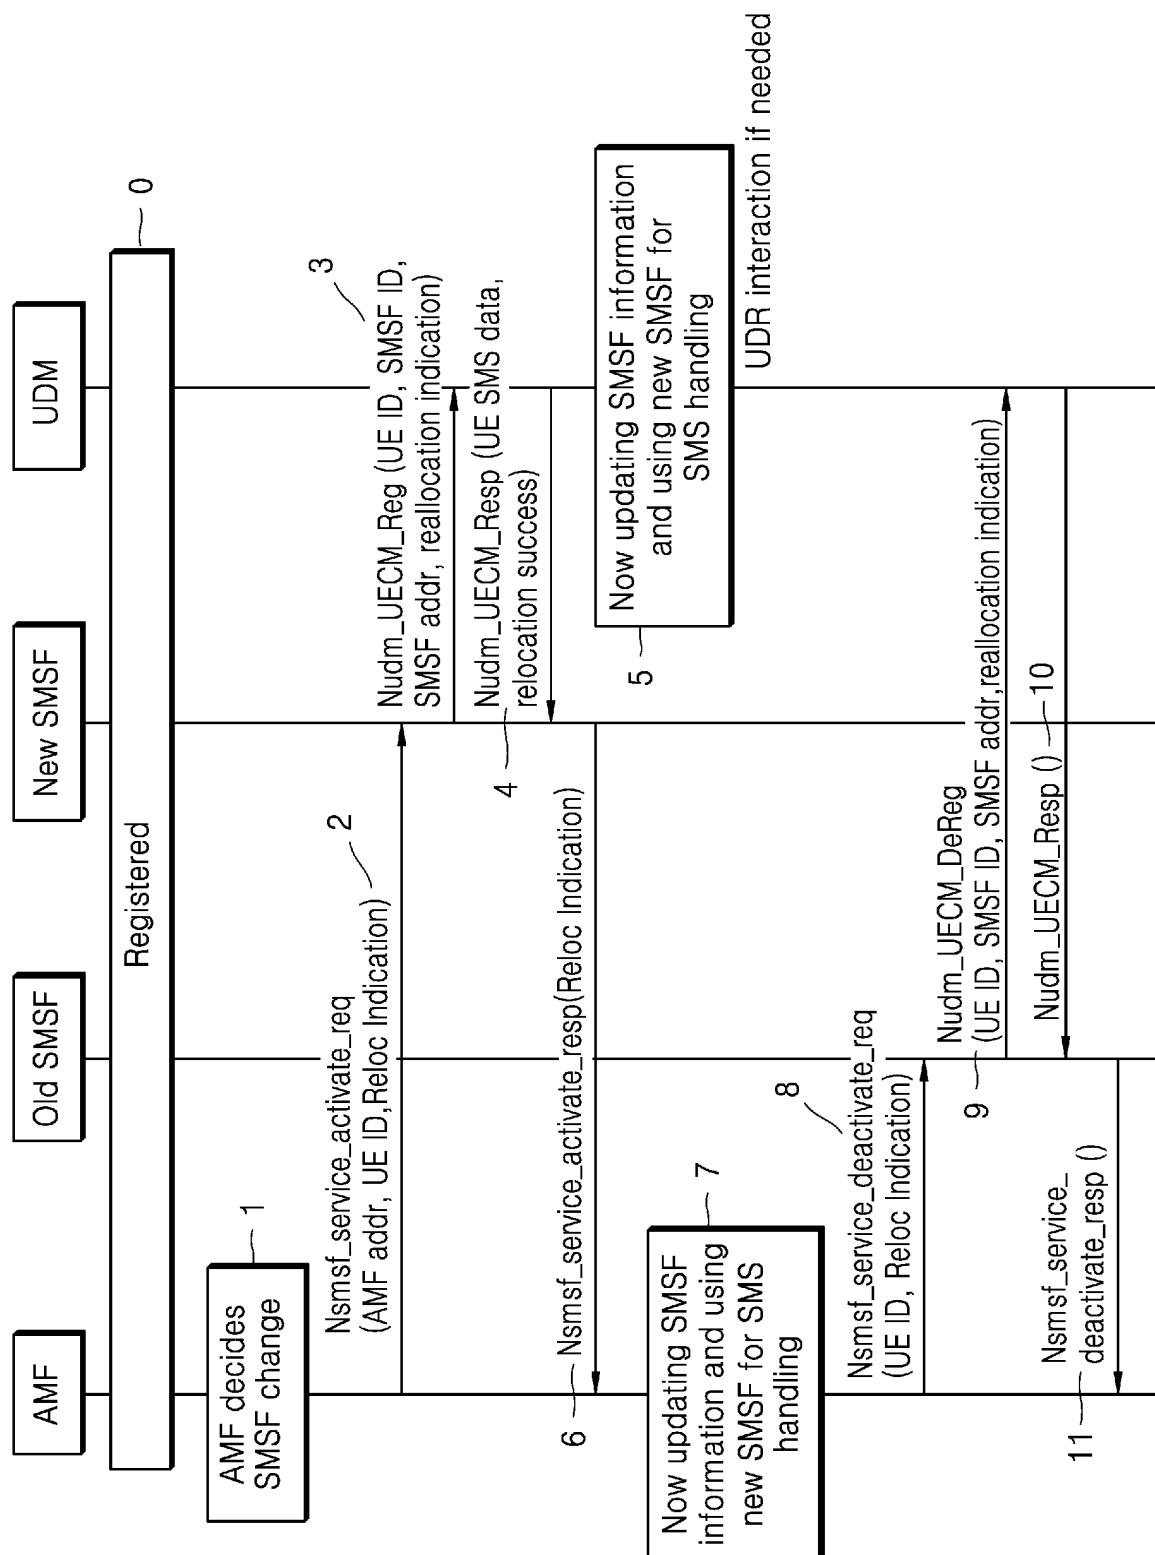 AMF
Old SMSF
New SMSF
UDM
Registered
0
AMF decides
SMSF change
1
Nsmsf_service_activate_req
(AMF addr, UE ID,Reloc Indication)
2
3
Nudm_UECM_Reg (UE ID, SMSF ID,
SMSF addr, reallocation indication)
Nudm_UECM_Resp (UE SMS data,
relocation success)
4
5
Now updating SMSF information
and using new SMSF for
SMS handling
UDR interaction if needed
6
Nsmsf_service_activate_resp(Reloc Indication)
Now updating SMSF
information and using
new SMSF for SMS
handling
7
8
Nsmsf_service_deactivate_req
(UE ID, Reloc Indication)
9
Nudm_UECM_DeReg
(UE ID, SMSF ID, SMSF addr,reallocation indication)
Nudm_UECM_Resp ()
10
Nsmsf_service_
deactivate_resp ()
11